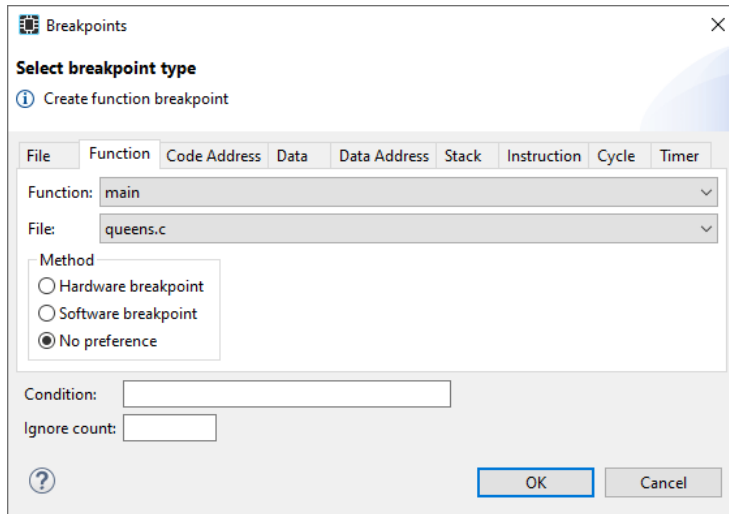 Breakpoints
Select breakpoint type
Create function breakpoint
File Function Code Address Data Data Address Stack Instruction Cycle Timer
Function: main
File: queens.c
Method
Hardware breakpoint
Software breakpoint
No preference
Condition:
Ignore count:
? OK Cancel